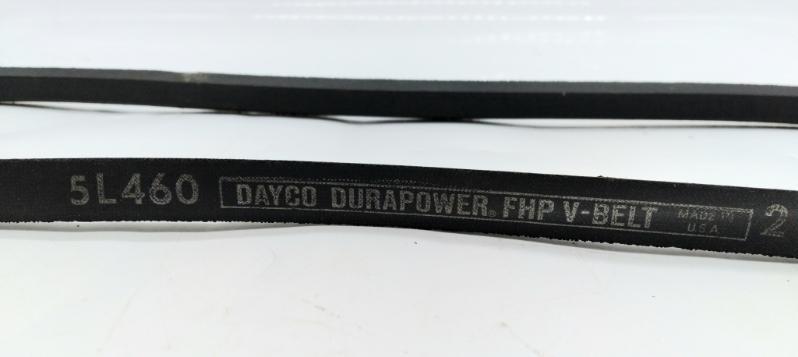 5L460 DAYCO DURAPOWER® FHP V-BELT MADE IN U.S.A 2